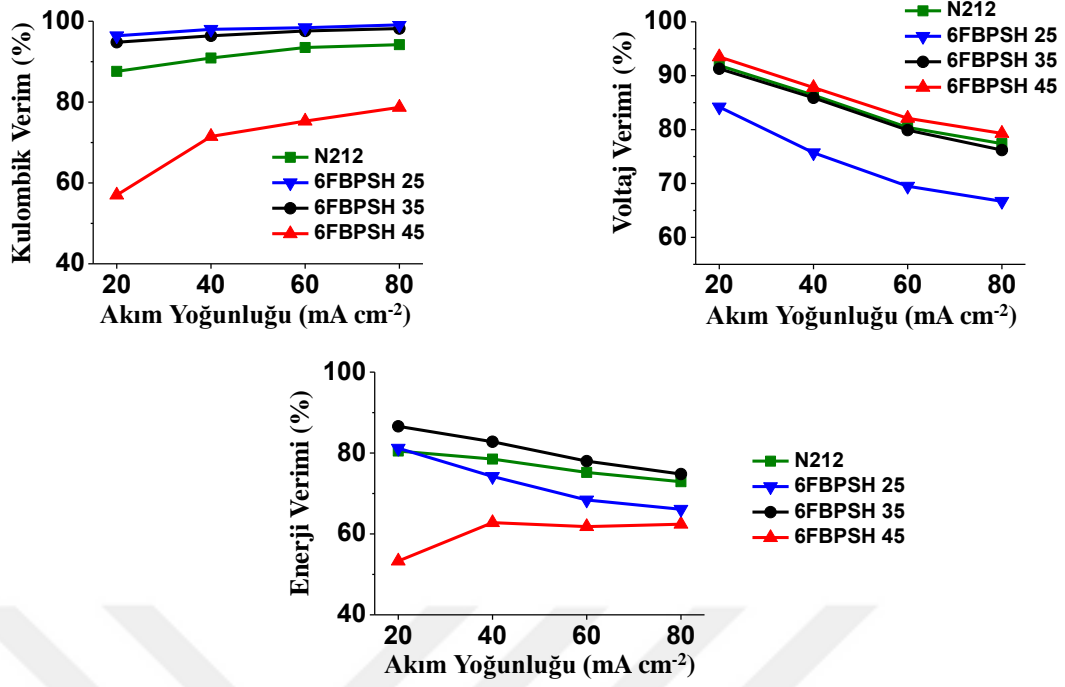 Kulombik Verim (%)
100
80
60
40
20 40 60 80
Akım Yoğunluğu (mA cm-2)
N212
6FBPSH 25
6FBPSH 35
6FBPSH 45
Voltaj Verimi (%)
100
90
80
70
60
20 40 60 80
Akım Yoğunluğu (mA cm-2)
N212
6FBPSH 25
6FBPSH 35
6FBPSH 45
Enerji Verimi (%)
100
80
60
40
20 40 60 80
Akım Yoğunluğu (mA cm-2)
N212
6FBPSH 25
6FBPSH 35
6FBPSH 45